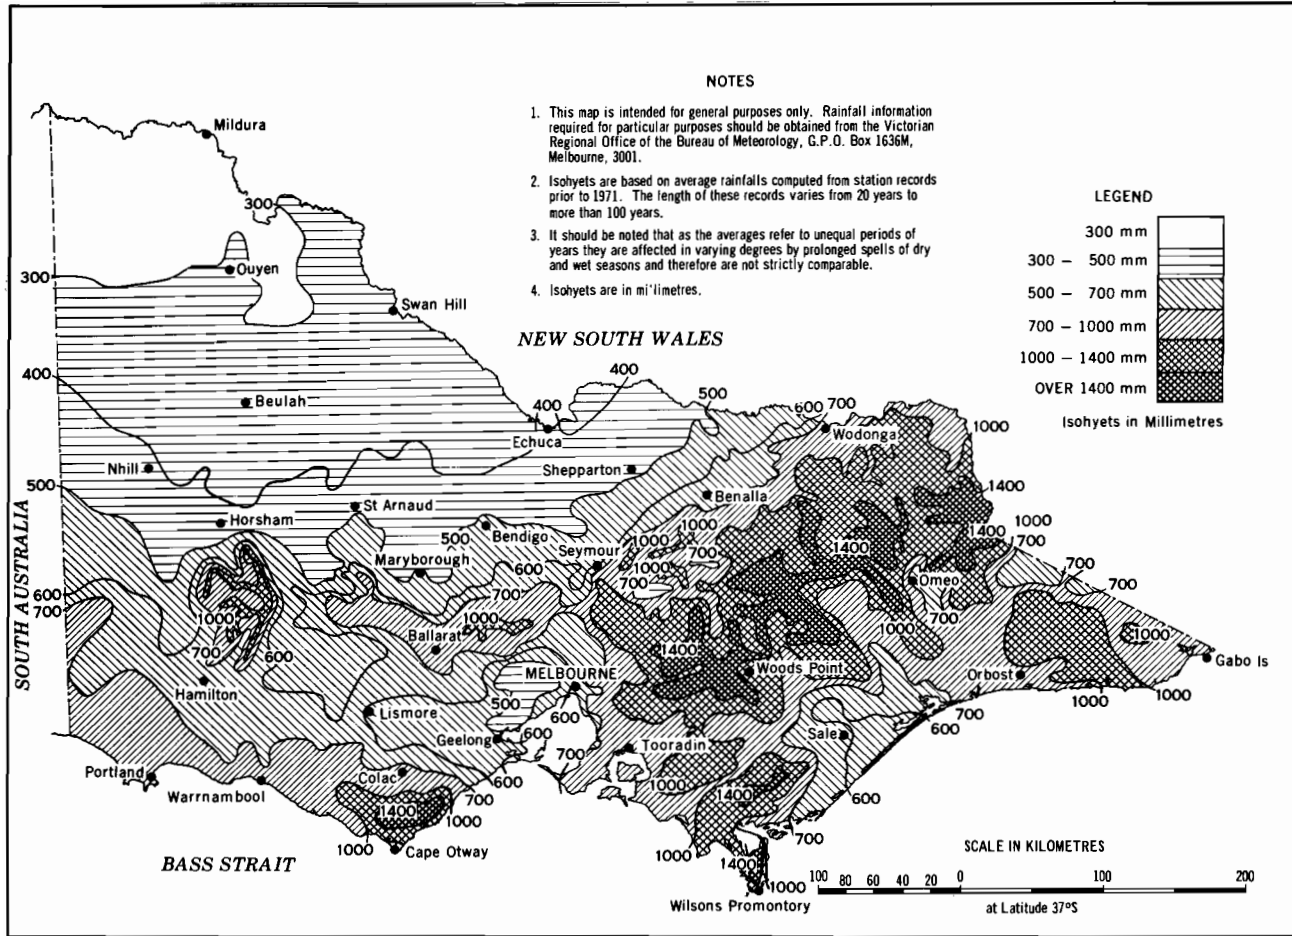 NOTES
1. This map is intended for general purposes only. Rainfall information
required for particular purposes should be obtained from the Victorian
Regional Office of the Bureau of Meteorology, G.P.O. Box 1636M,
Melbourne, 3001.
2. Isohyets are based on average rainfalls computed from station records
prior to 1971. The length of these records varies from 20 years to
more than 100 years.
3. It should be noted that as the averages refer to unequal periods of
years they are affected in varying degrees by prolonged spells of dry
and wet seasons and therefore are not strictly comparable.
4. Isohyets are in mi'limetres.
LEGEND
300 mm
300 – 500 mm
500 – 700 mm
700 – 1000 mm
1000 – 1400 mm
OVER 1400 mm
Isohyets in Millimetres
Mildura
300
Ouyen
300
Swan Hill
NEW SOUTH WALES
400
400
500
Beulah
400
600 700
Echuca
Wodonga
1000
Nhill
Shepparton
500
1400
Benalla
St Arnaud
Horsham
1000
1000
500
Bendigo
1000
1400
700
Maryborough
Seymour
1000
700
1400
700
600
700
700
Omeo
SOUTH AUSTRALIA
600
700
700
1000
1000
1000
700
1000
Ballarat
1400
700
600
MELBOURNE
Woods Point
Gabo Is
Hamilton
Orbost
1000
500
Lismore
600
700
1000
600
Geelong
600
Sale
Tooradin
700
Portland
Colac
600
1000
Warrnambool
700
1400
600
1400
1000
700
1000
Cape Otway
1000
1400
BASS STRAIT
1000
Wilsons Promontory
SCALE IN KILOMETRES
100 80 60 40 20 0 100 200
at Latitude 37°S